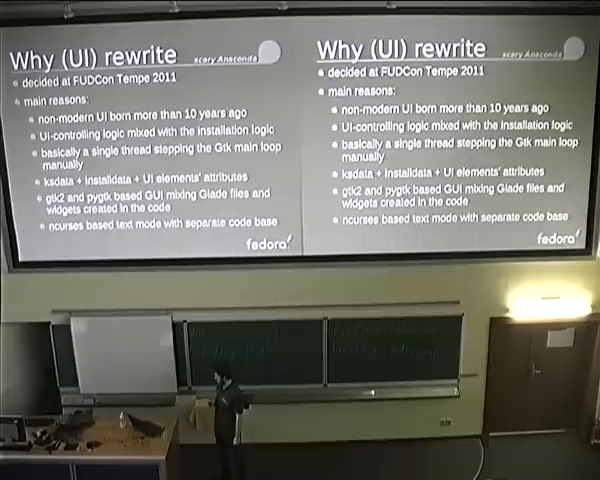 Why (UI) rewrite
scary Anaconda
decided at FUDCon Tempe 2011
main reasons:
non-modern UI born more than 10 years ago
UI-controlling logic mixed with the installation logic
basically a single thread stepping the Gtk main loop
manually
ksdata + instdata + UI elements' attributes
gtk2 and pygtk based GUI mixing Glade files and
widgets created in the code
ncurses based text mode with separate code base
fedora
Why (UI) rewrite
scary Anaconda
decided at FUDCon Tempe 2011
main reasons:
non-modern UI born more than 10 years ago
UI-controlling logic mixed with the installation logic
basically a single thread stepping the Gtk main loop
manually
ksdata + instdata + UI elements' attributes
gtk2 and pygtk based GUI mixing Glade files and
widgets created in the code
ncurses based text mode with separate code base
fedora